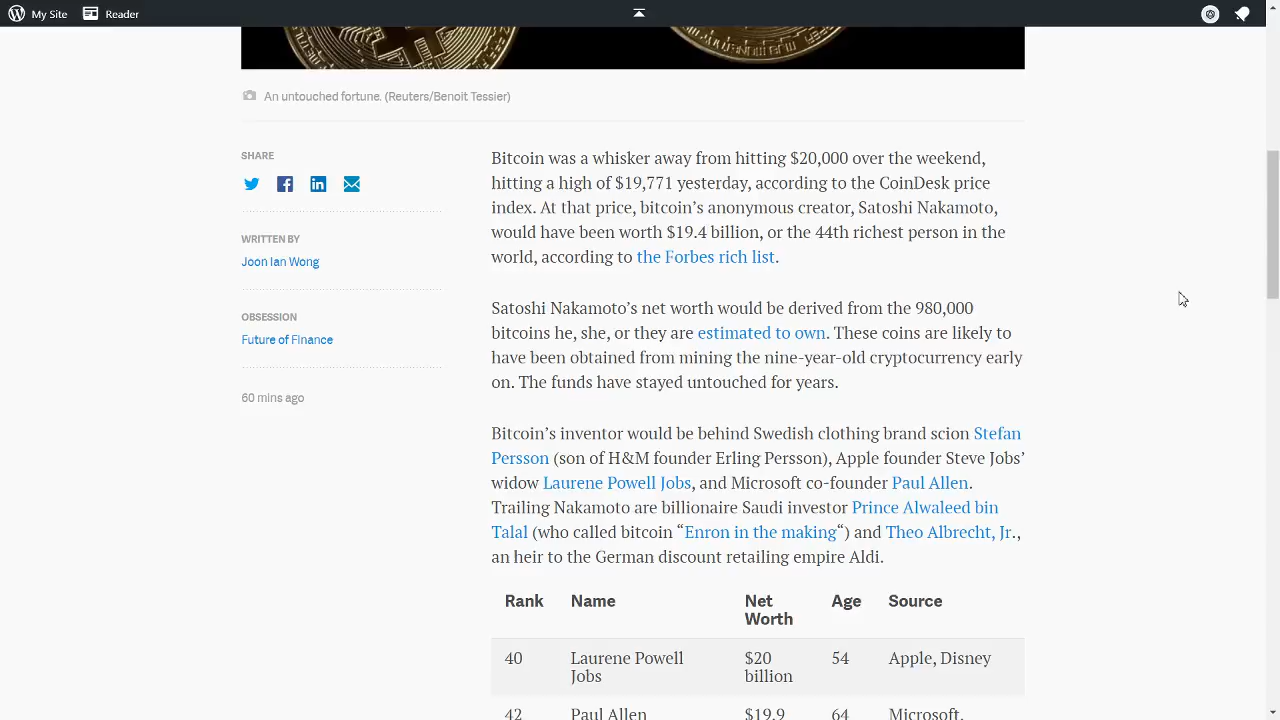 My Site Reader
An untouched fortune. (Reuters/Benoit Tessier)
SHARE
WRITTEN BY
Joon Ian Wong
OBSESSION
Future of Finance
60 mins ago
Bitcoin was a whisker away from hitting $20,000 over the weekend,
hitting a high of $19,771 yesterday, according to the CoinDesk price
index. At that price, bitcoin’s anonymous creator, Satoshi Nakamoto,
would have been worth $19.4 billion, or the 44th richest person in the
world, according to the Forbes rich list.
Satoshi Nakamoto’s net worth would be derived from the 980,000
bitcoins he, she, or they are estimated to own. These coins are likely to
have been obtained from mining the nine-year-old cryptocurrency early
on. The funds have stayed untouched for years.
Bitcoin’s inventor would be behind Swedish clothing brand scion Stefan
Persson (son of H&M founder Erling Persson), Apple founder Steve Jobs’
widow Laurene Powell Jobs, and Microsoft co-founder Paul Allen.
Trailing Nakamoto are billionaire Saudi investor Prince Alwaleed bin
Talal (who called bitcoin “Enron in the making“) and Theo Albrecht, Jr.,
an heir to the German discount retailing empire Aldi.
Rank Name Net Worth Age Source
40 Laurene Powell Jobs $20 billion 54 Apple, Disney
42 Paul Allen $19.9 64 Microsoft,